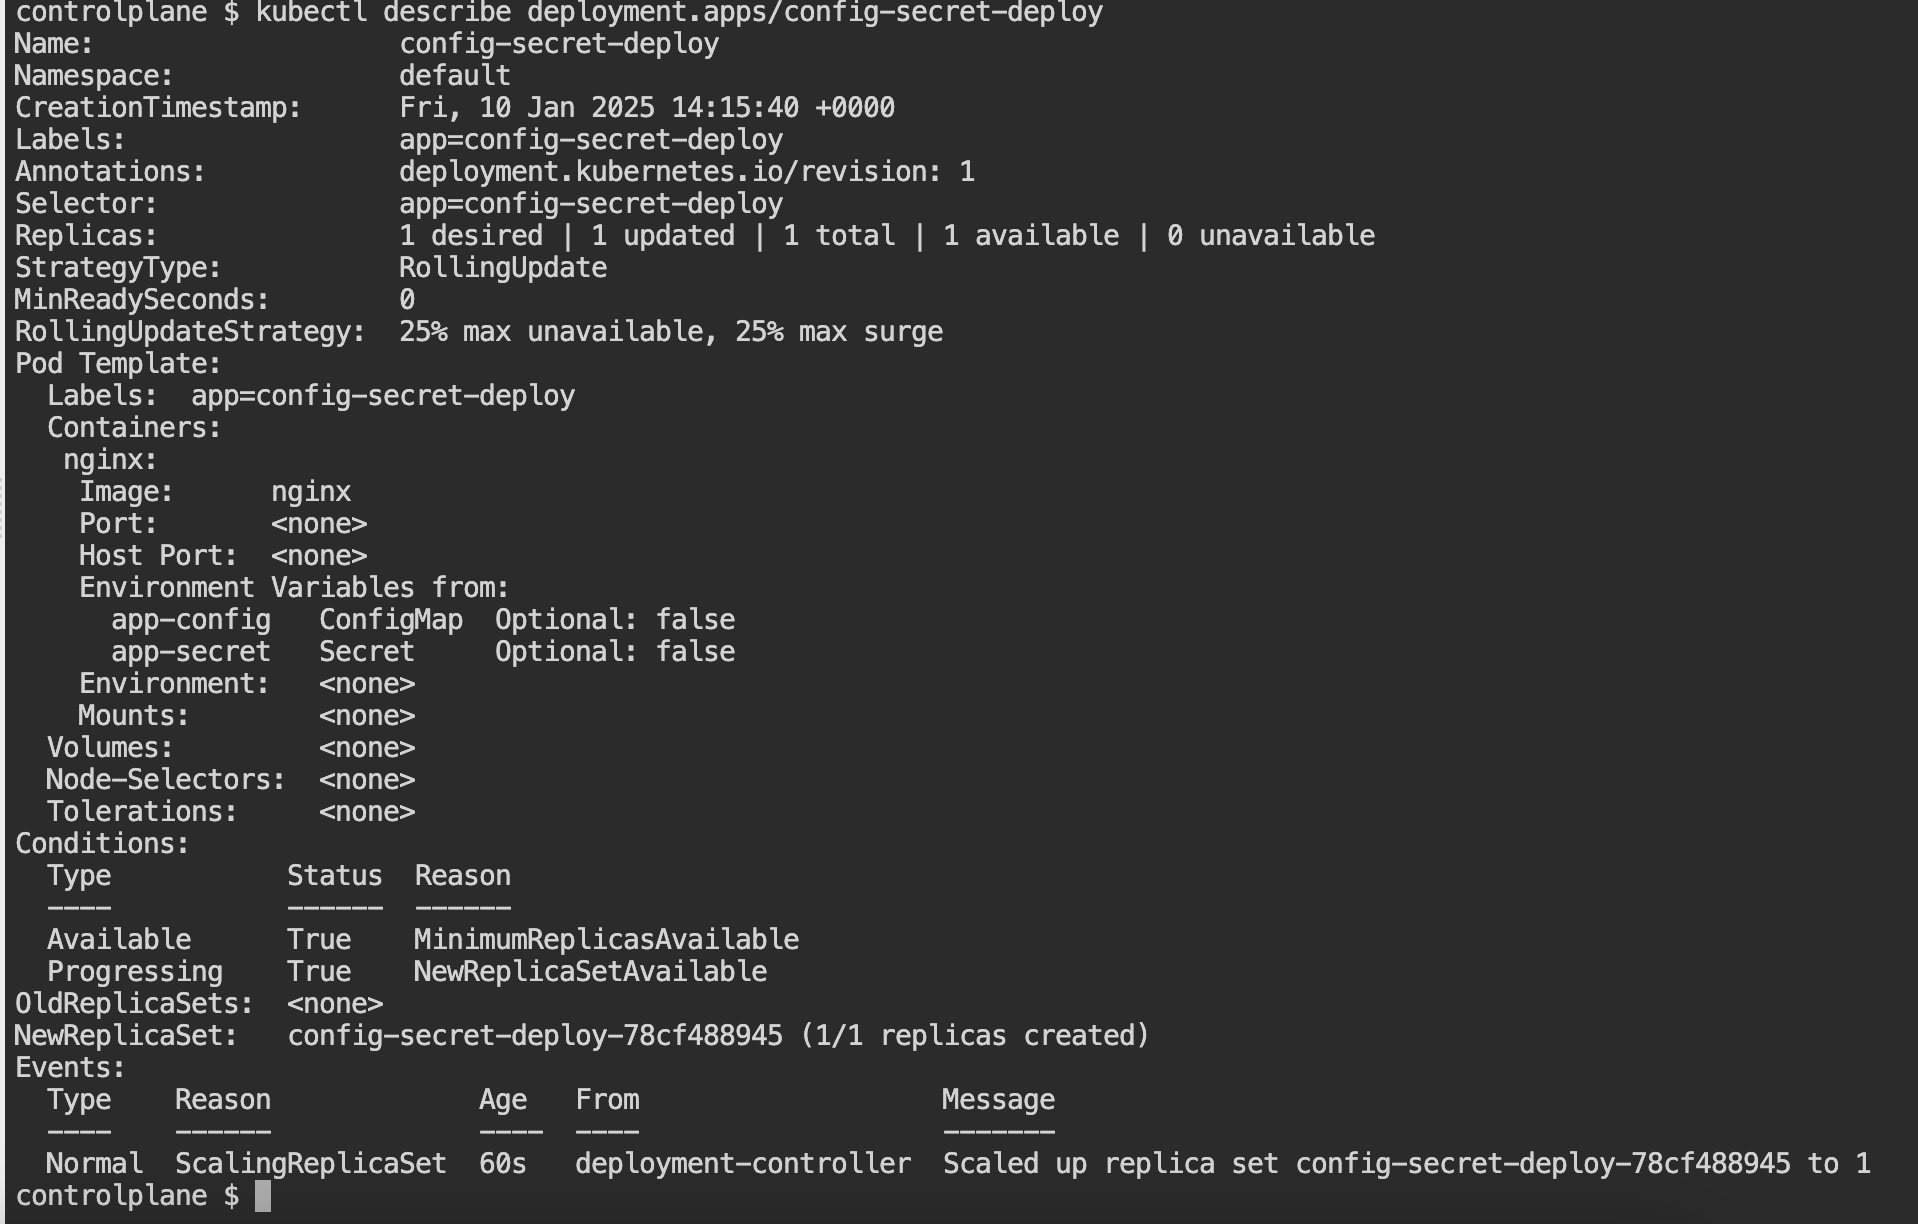 controlplane $ kubectl describe deployment.apps/config-secret-deploy
Name:                   config-secret-deploy
Namespace:              default
CreationTimestamp:      Fri, 10 Jan 2025 14:15:40 +0000
Labels:                 app=config-secret-deploy
Annotations:            deployment.kubernetes.io/revision: 1
Selector:               app=config-secret-deploy
Replicas:               1 desired | 1 updated | 1 total | 1 available | 0 unavailable
StrategyType:           RollingUpdate
MinReadySeconds:        0
RollingUpdateStrategy:  25% max unavailable, 25% max surge
Pod Template:
  Labels:  app=config-secret-deploy
  Containers:
   nginx:
    Image:      nginx
    Port:       <none>
    Host Port:  <none>
    Environment Variables from:
      app-config   ConfigMap  Optional: false
      app-secret   Secret     Optional: false
    Environment:   <none>
    Mounts:        <none>
  Volumes:         <none>
  Node-Selectors:  <none>
  Tolerations:     <none>
Conditions:
  Type           Status  Reason
  ----           ------  ------
  Available      True    MinimumReplicasAvailable
  Progressing    True    NewReplicaSetAvailable
OldReplicaSets:  <none>
NewReplicaSet:   config-secret-deploy-78cf488945 (1/1 replicas created)
Events:
  Type    Reason             Age   From                   Message
  ----    ------             ----  ----                   -------
  Normal  ScalingReplicaSet  60s   deployment-controller  Scaled up replica set config-secret-deploy-78cf488945 to 1
controlplane $